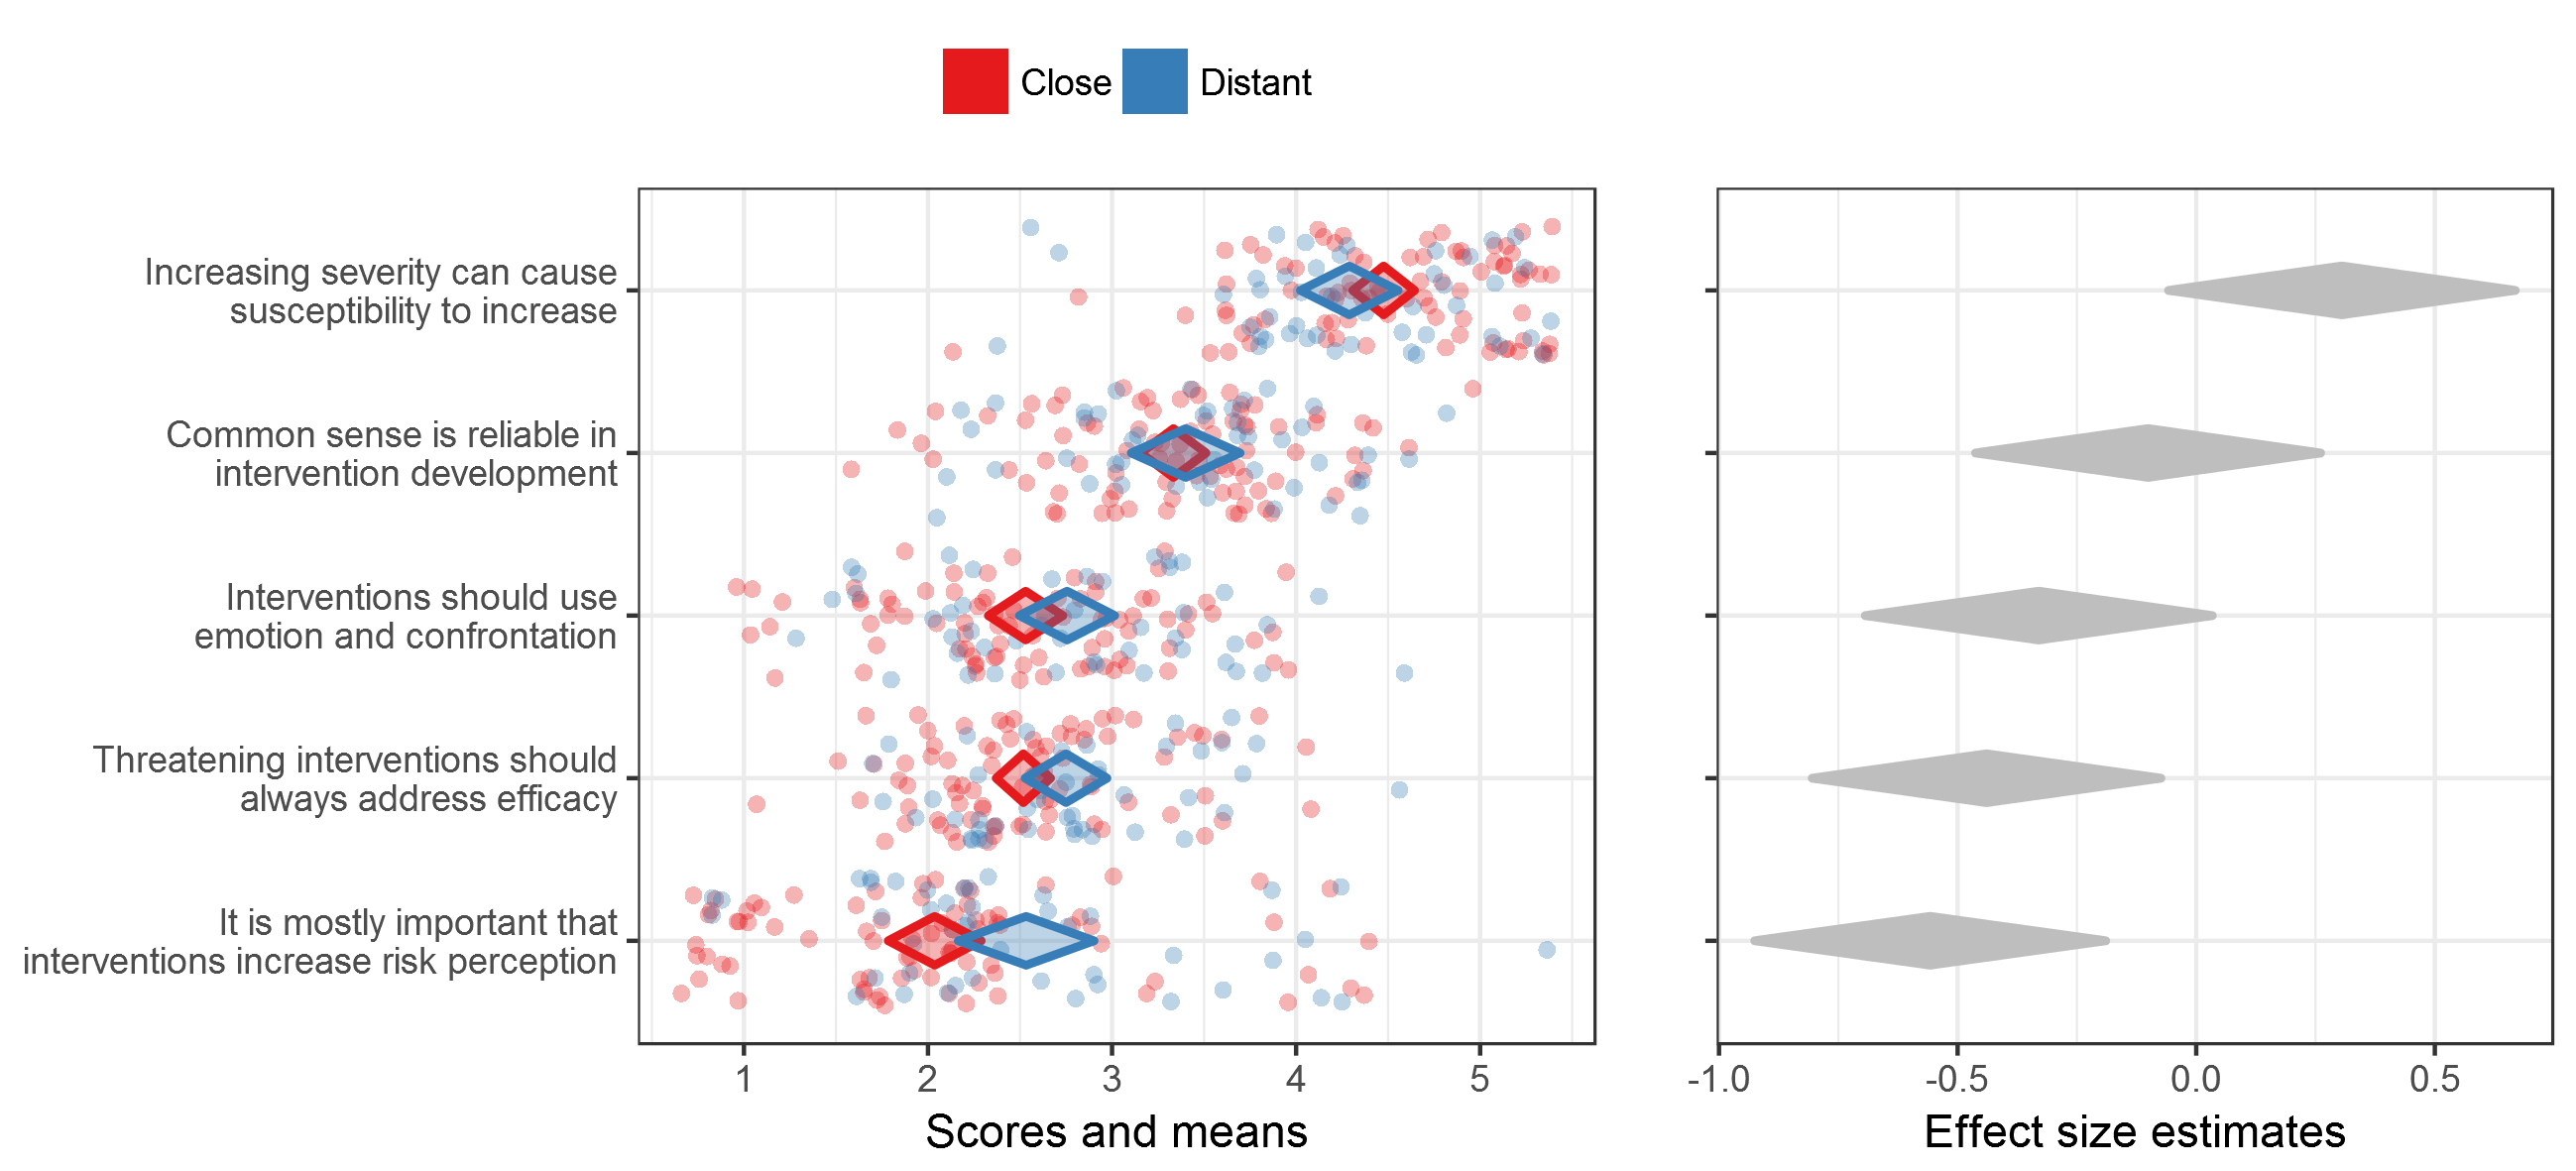 Close Distant
Increasing severity can cause
susceptibility to increase
Common sense is reliable in
intervention development
Interventions should use
emotion and confrontation
Threatening interventions should
always address efficacy
It is mostly important that
interventions increase risk perception
1 2 3 4 5
Scores and means
-1.0 -0.5 0.0 0.5
Effect size estimates